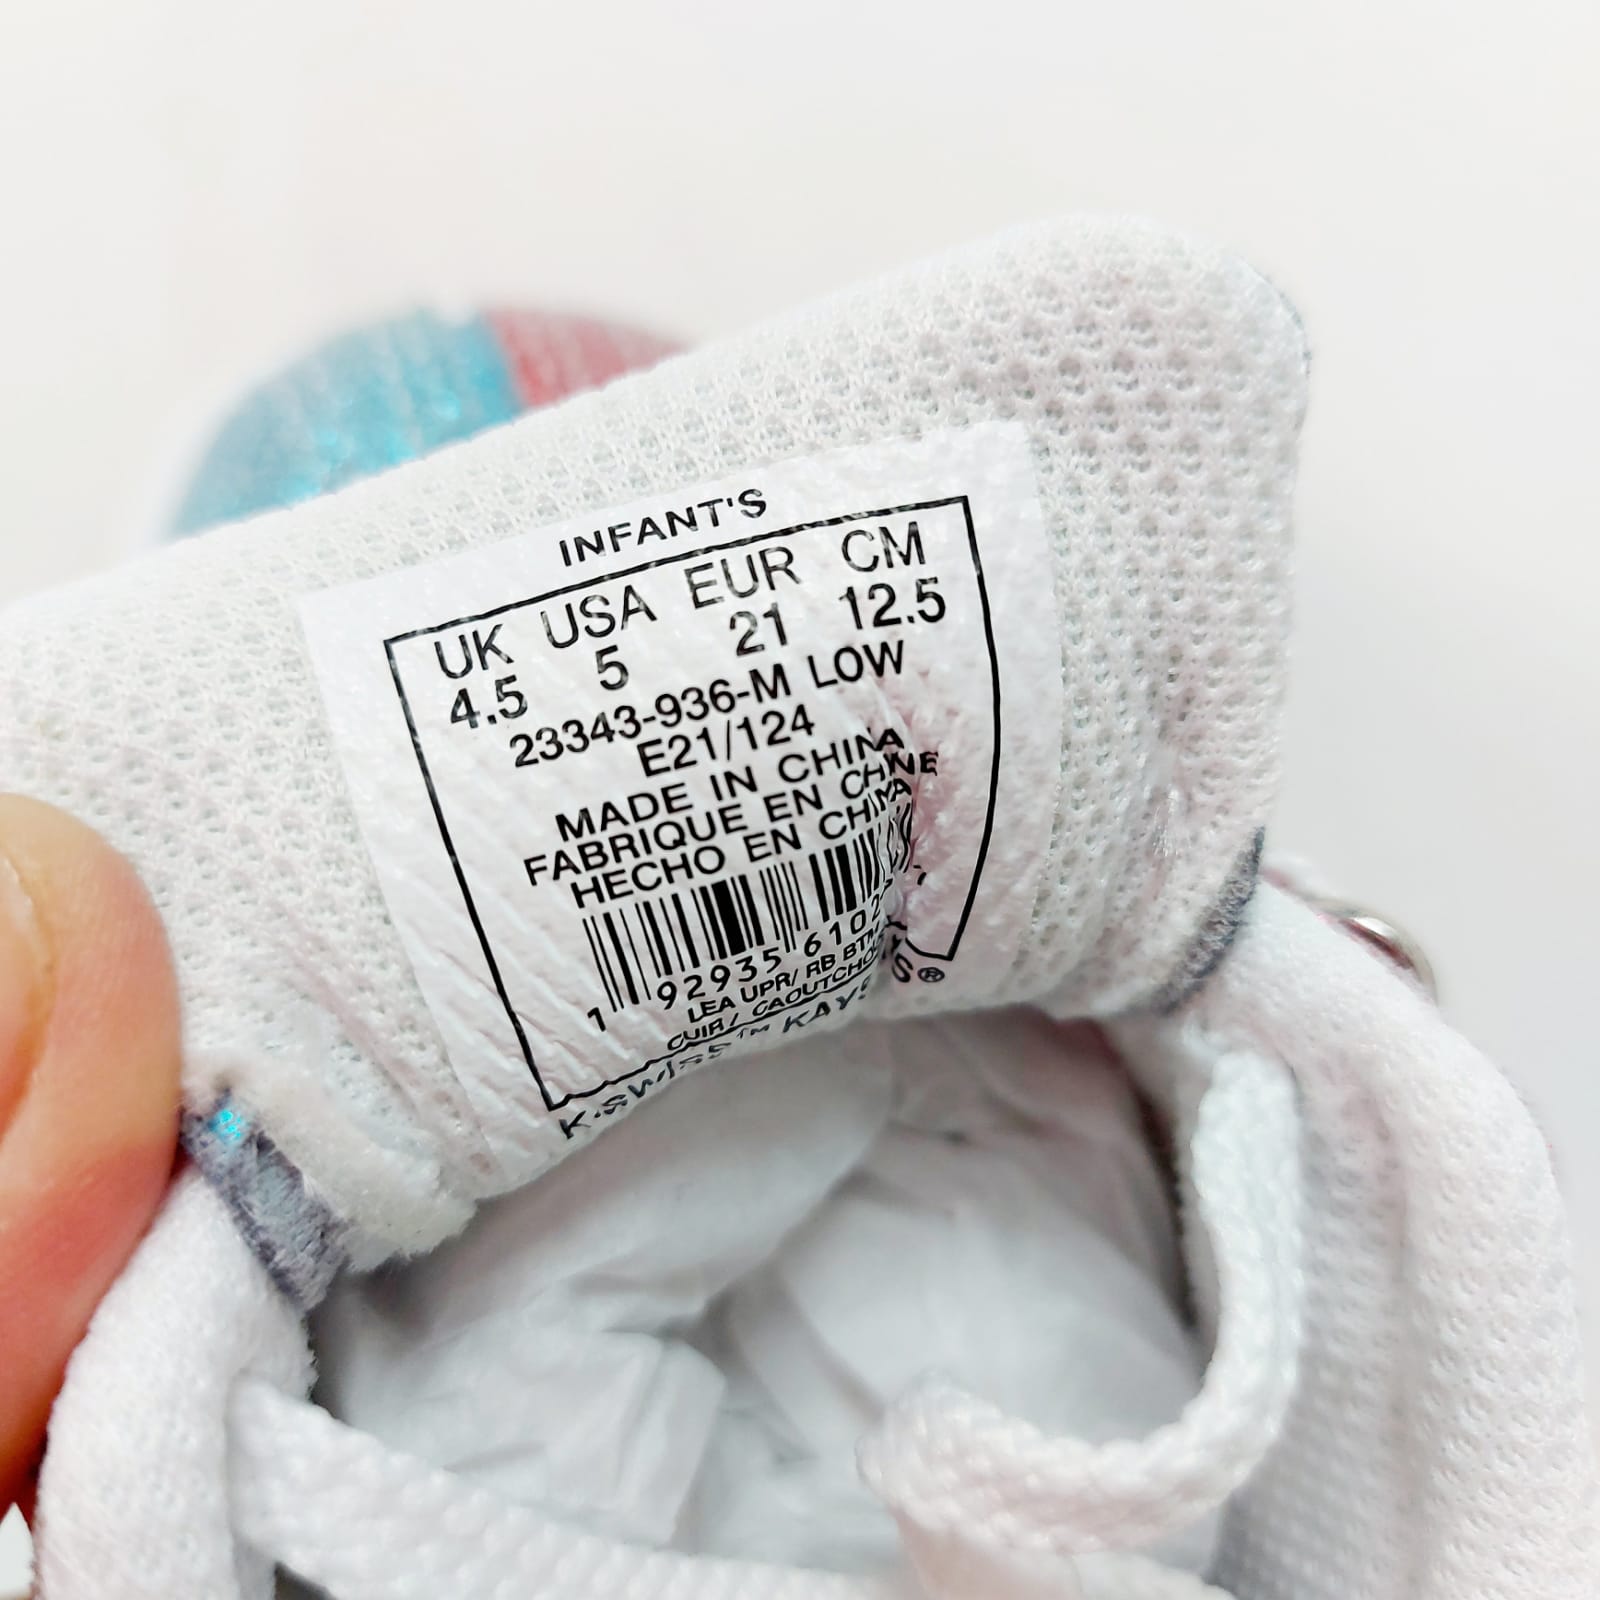 INFANT'S
UK USA EUR CM
4.5 5 21 12.5
23343-936-M LOW
E21/124
MADE IN CHINA
FABRIQUE EN CHINE
HECHO EN CHINA
1 92935 6102
LEA UPR/ RB BTM
CUIR/ CAOUTCHOUC
K·SWISS™